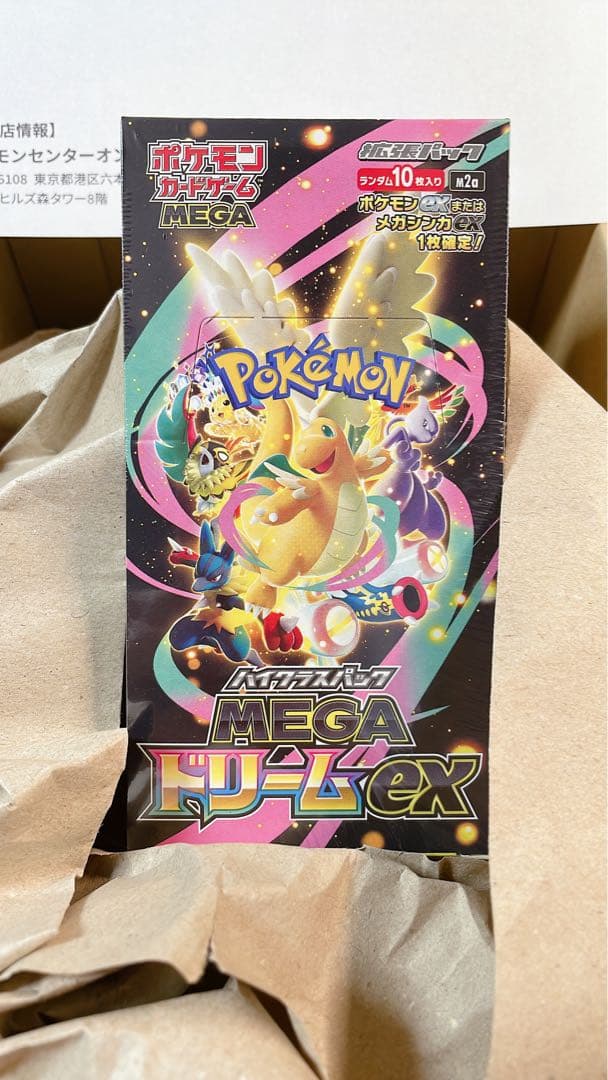 店情報】
モンセンターオン
6108 東京都港区六本
ヒルズ森タワー8階
ポケモン
カードゲーム
MEGA
拡張パック
ランダム10枚入り
M2a
ポケモンexまたは
メガシンカex
1枚確定!
POKÉMON
ハイクラスパック
MEGA
ドリームex